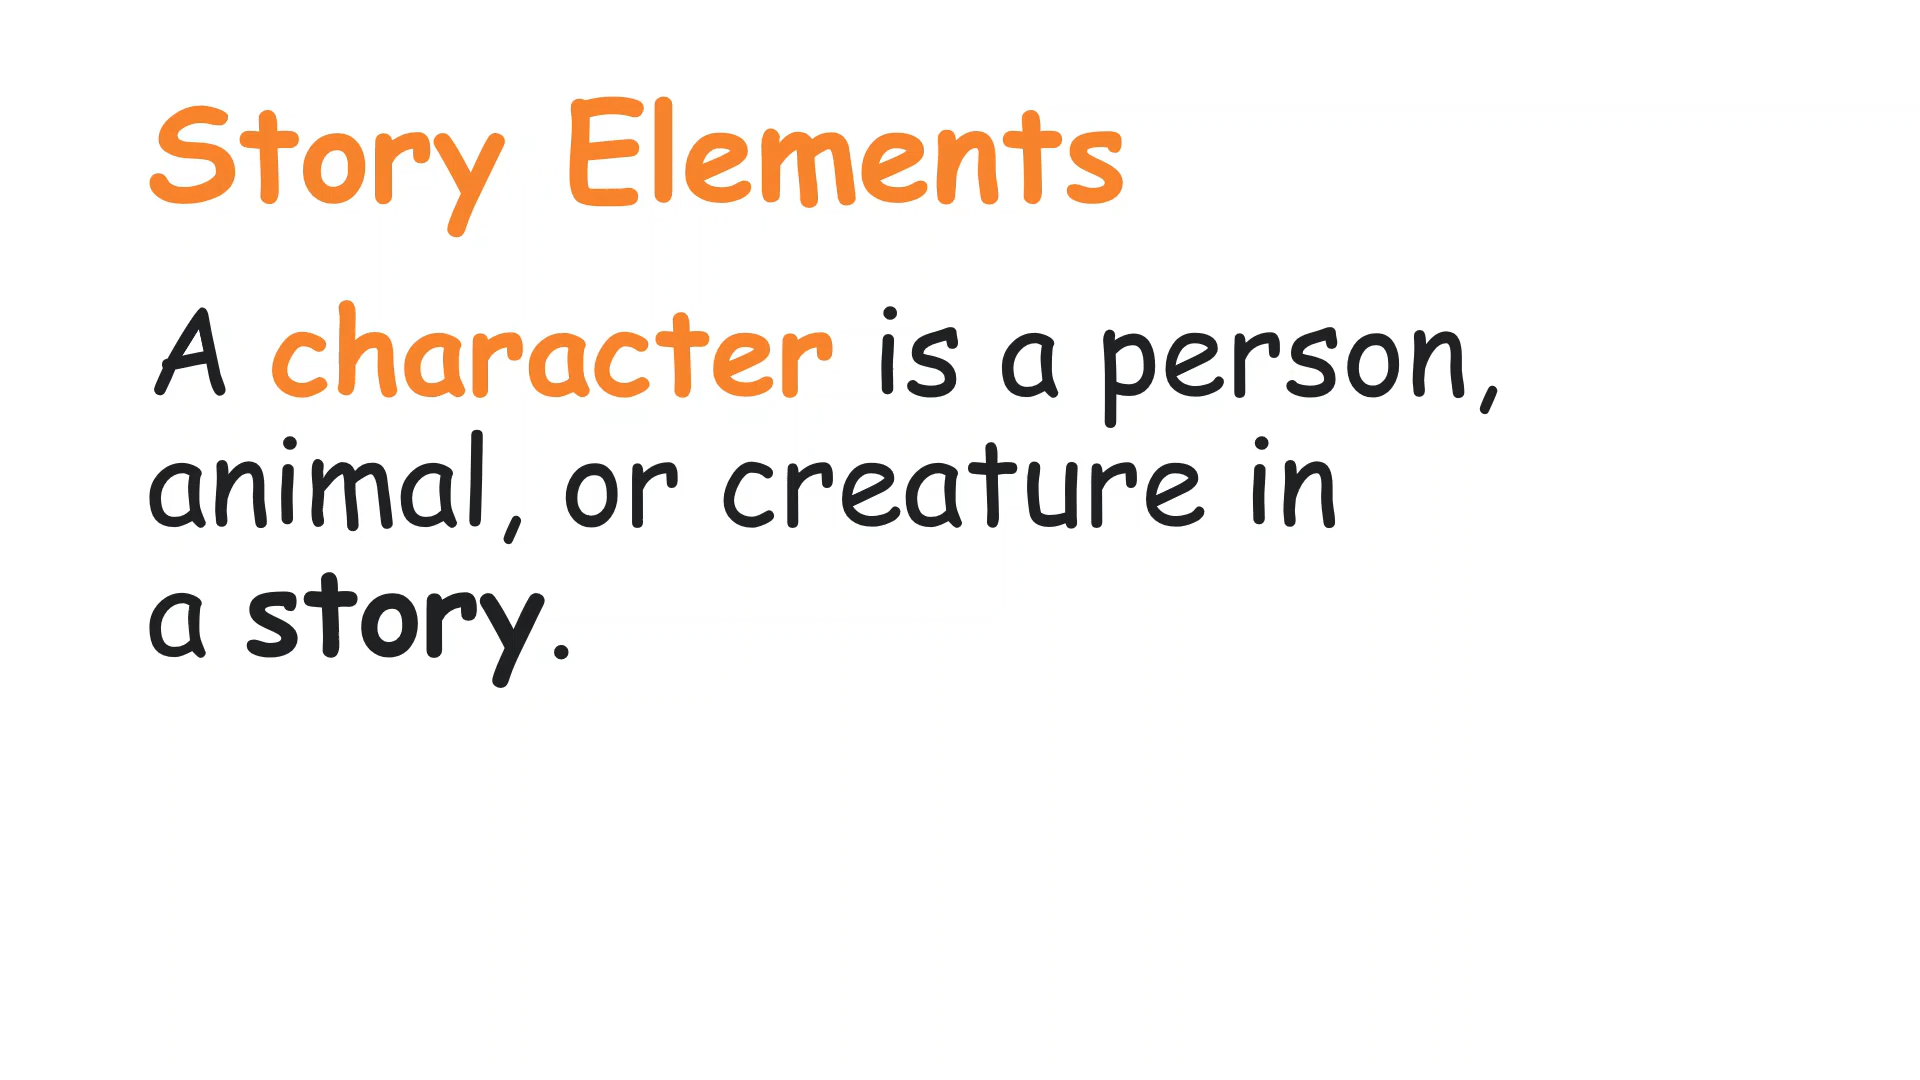 Story Elements
A character is a person,
animal, or creature in
a story.